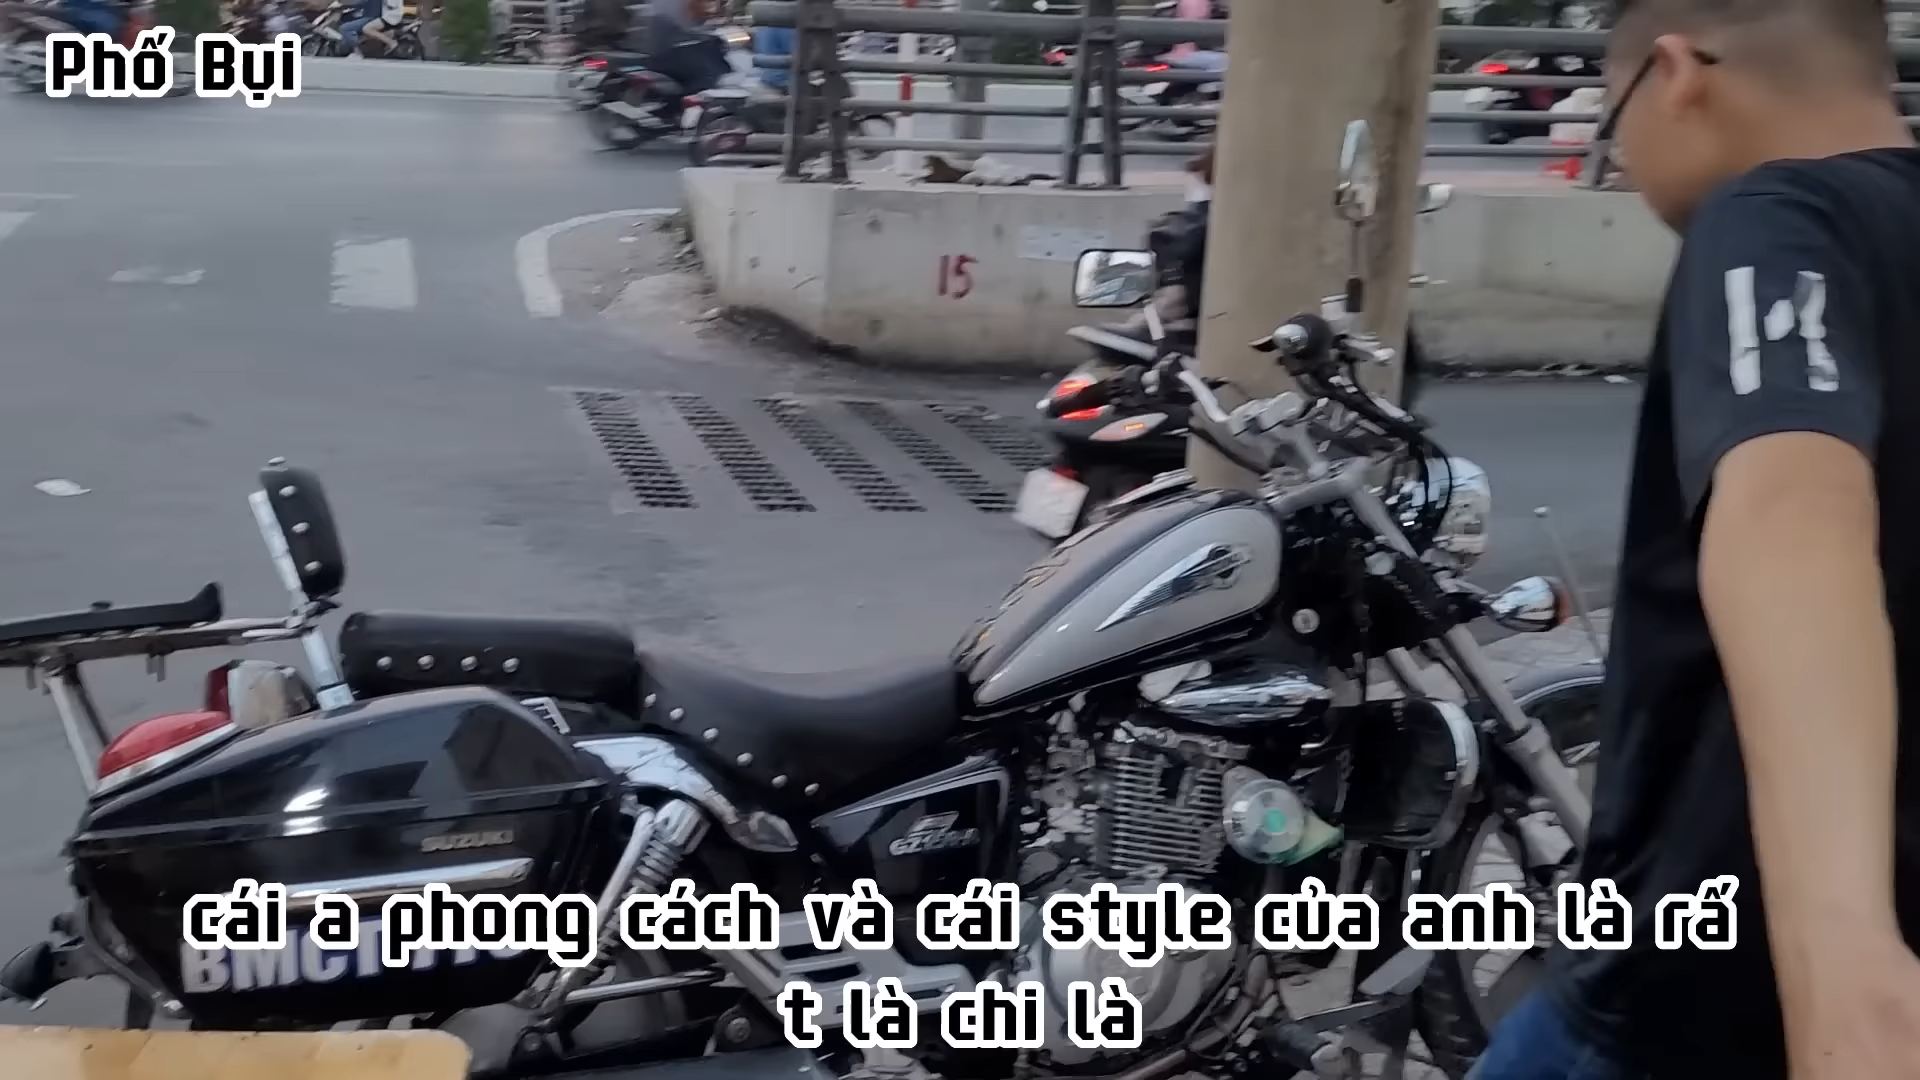 Phố Bụi
15
SUZUKI
cái a phong cách và cái style của anh là rấ
t là chi là